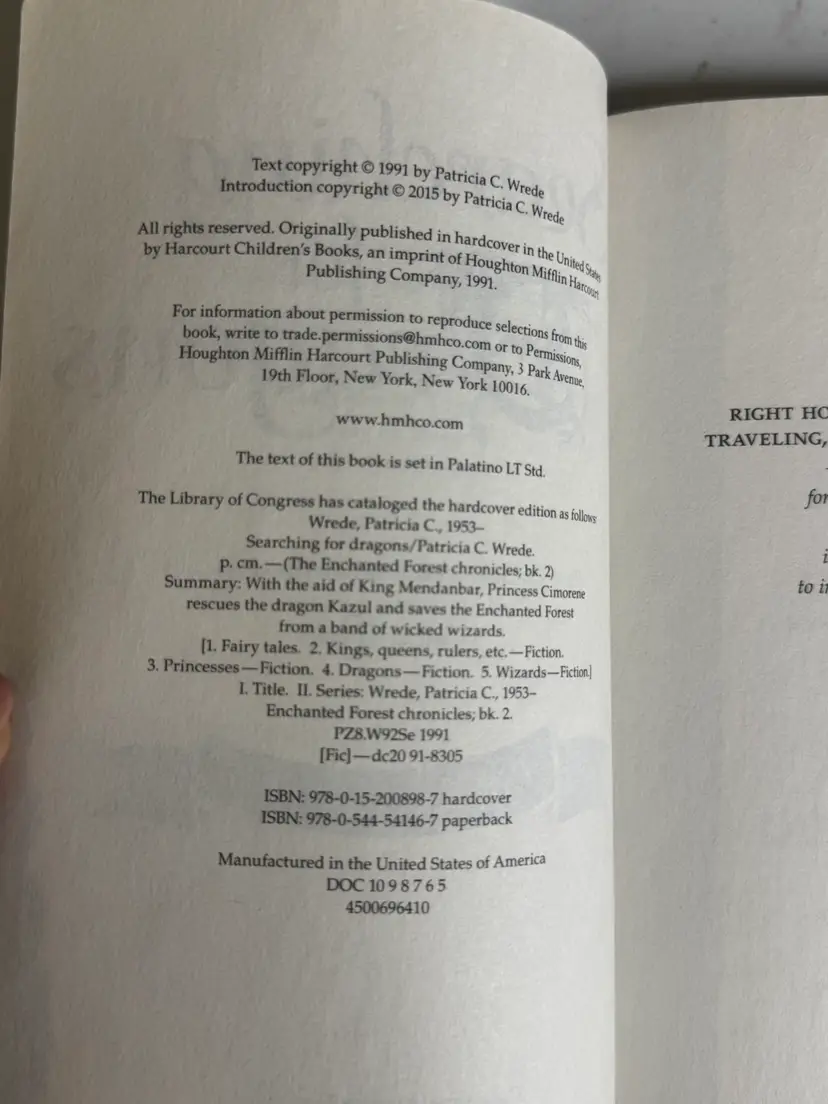 Text copyright © 1991 by Patricia C. Wrede
Introduction copyright © 2015 by Patricia C. Wrede
All rights reserved. Originally published in hardcover in the United States
by Harcourt Children's Books, an imprint of Houghton Mifflin Harcourt
Publishing Company, 1991.
For information about permission to reproduce selections from this
book, write to trade.permissions@hmhco.com or to Permissions,
Houghton Mifflin Harcourt Publishing Company, 3 Park Avenue,
19th Floor, New York, New York 10016.
www.hmhco.com
The text of this book is set in Palatino LT Std.
The Library of Congress has cataloged the hardcover edition as follows:
Wrede, Patricia C., 1953–
Searching for dragons/Patricia C. Wrede.
p. cm.—(The Enchanted Forest chronicles; bk. 2)
Summary: With the aid of King Mendanbar, Princess Cimorene
rescues the dragon Kazul and saves the Enchanted Forest
from a band of wicked wizards.
[1. Fairy tales. 2. Kings, queens, rulers, etc.—Fiction.
3. Princesses—Fiction. 4. Dragons—Fiction. 5. Wizards—Fiction.]
I. Title. II. Series: Wrede, Patricia C., 1953–
Enchanted Forest chronicles; bk. 2.
PZ8.W92Se 1991
[Fic]—dc20 91-8305
ISBN: 978-0-15-200898-7 hardcover
ISBN: 978-0-544-54146-7 paperback
Manufactured in the United States of America
DOC 10 9 8 7 6 5
4500696410
RIGHT HO
TRAVELING,
for
i
to i